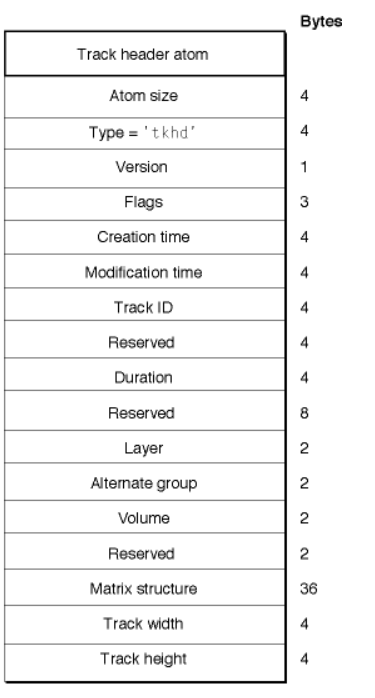 Bytes
Track header atom
Atom size 4
Type = 'tkhd' 4
Version 1
Flags 3
Creation time 4
Modification time 4
Track ID 4
Reserved 4
Duration 4
Reserved 8
Layer 2
Alternate group 2
Volume 2
Reserved 2
Matrix structure 36
Track width 4
Track height 4